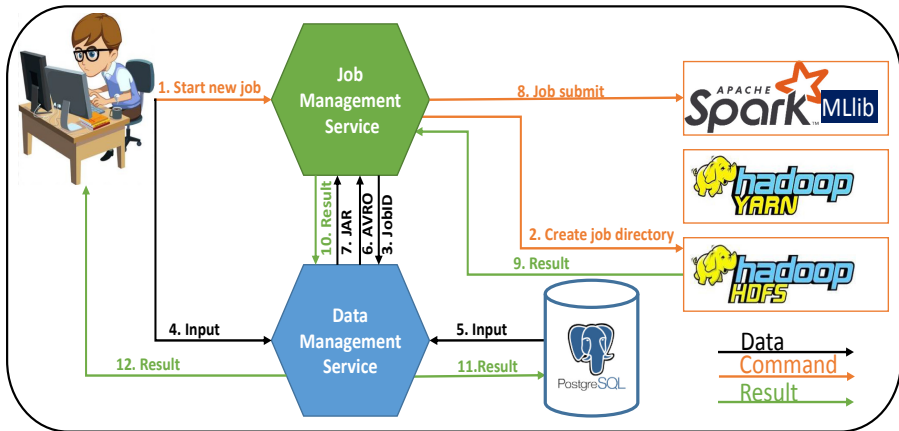 1. Start new job
Job
Management
Service
8. Job submit
APACHE
Spark™
MLlib
hadoop
YARN
2. Create job directory
9. Result
hadoop
HDFS
10. Result
7. JAR
6. AVRO
3. JobID
4. Input
Data
Management
Service
5. Input
12. Result
11.Result
PostgreSQL
Data
Command
Result